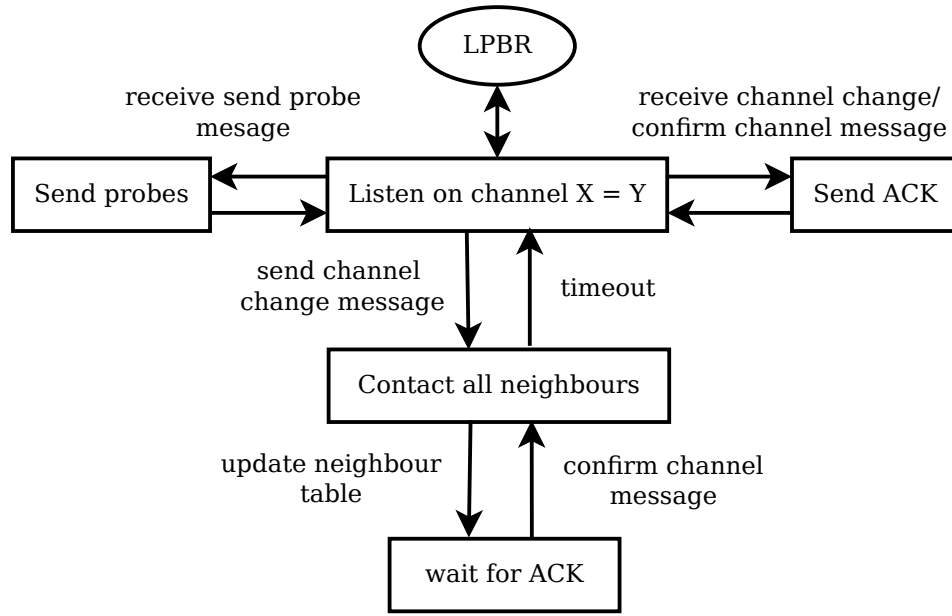 LPBR
receive send probe
mesage
receive channel change/
confirm channel message
Send probes
Listen on channel X = Y
Send ACK
send channel
change message
timeout
Contact all neighbours
update neighbour
table
confirm channel
message
wait for ACK